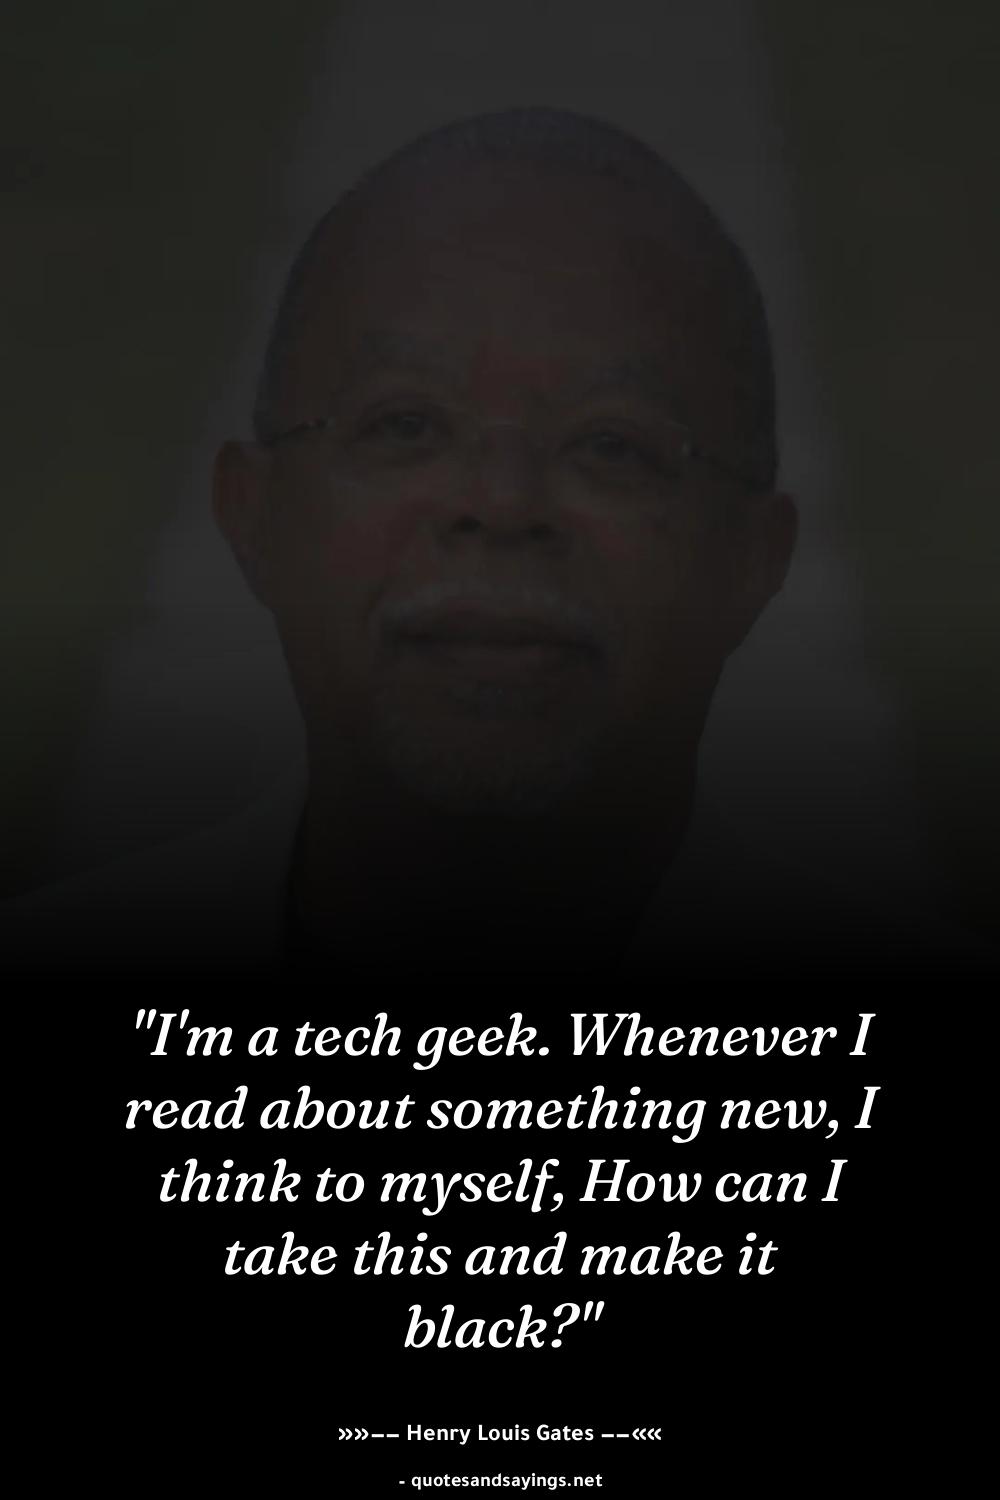 "I'm a tech geek. Whenever I
read about something new, I
think to myself, How can I
take this and make it
black?"
»»–– Henry Louis Gates ––««
- quotesandsayings.net